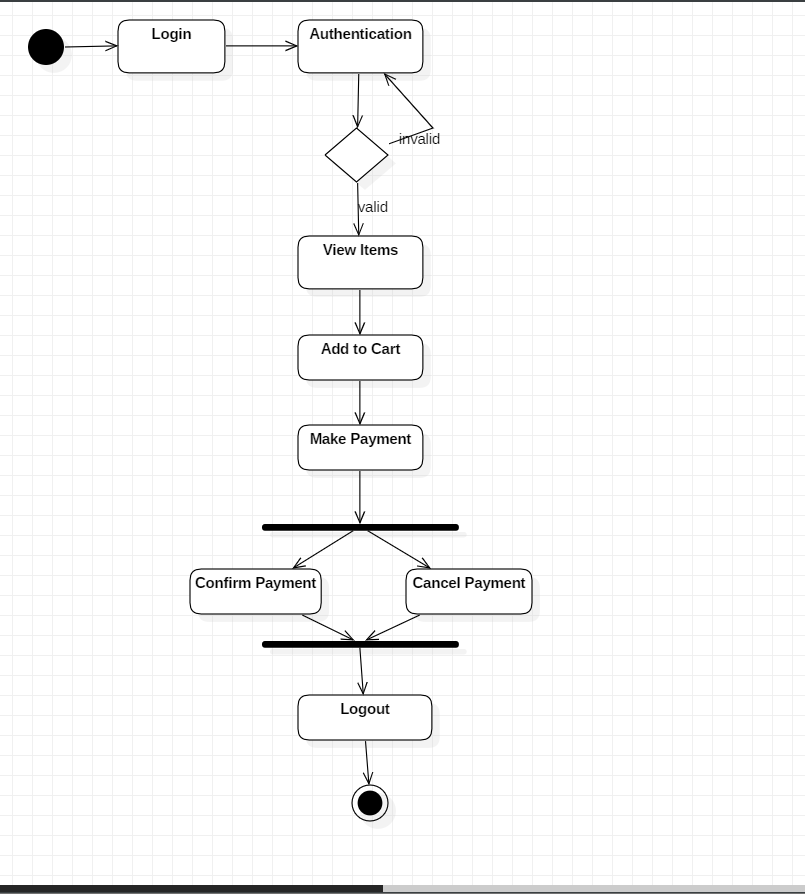 Login
Authentication
invalid
valid
View Items
Add to Cart
Make Payment
Confirm Payment
Cancel Payment
Logout